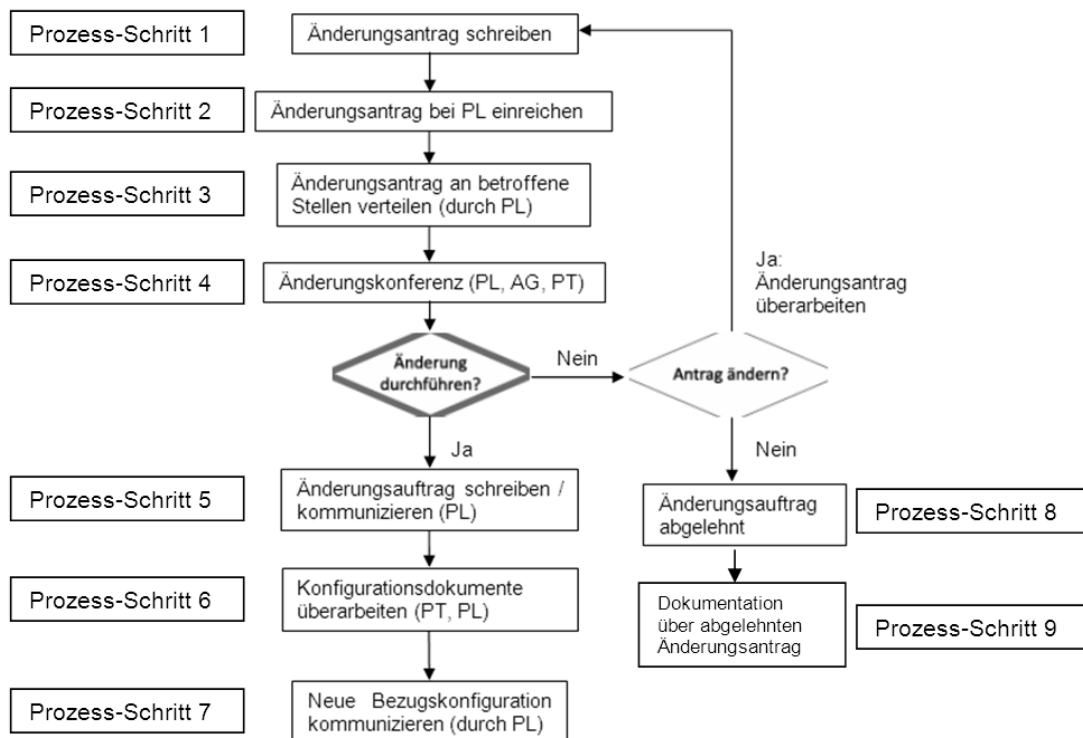 Prozess-Schritt 1
Änderungsantrag schreiben
Prozess-Schritt 2
Änderungsantrag bei PL einreichen
Prozess-Schritt 3
Änderungsantrag an betroffene
Stellen verteilen (durch PL)
Prozess-Schritt 4
Änderungskonferenz (PL, AG, PT)
Ja:
Änderungsantrag
überarbeiten
Änderung
durchführen?
Nein
Antrag ändern?
Ja
Nein
Prozess-Schritt 5
Änderungsauftrag schreiben /
kommunizieren (PL)
Änderungsauftrag
abgelehnt
Prozess-Schritt 8
Prozess-Schritt 6
Konfigurationsdokumente
überarbeiten (PT, PL)
Dokumentation
über abgelehnten
Änderungsantrag
Prozess-Schritt 9
Prozess-Schritt 7
Neue Bezugskonfiguration
kommunizieren (durch PL)